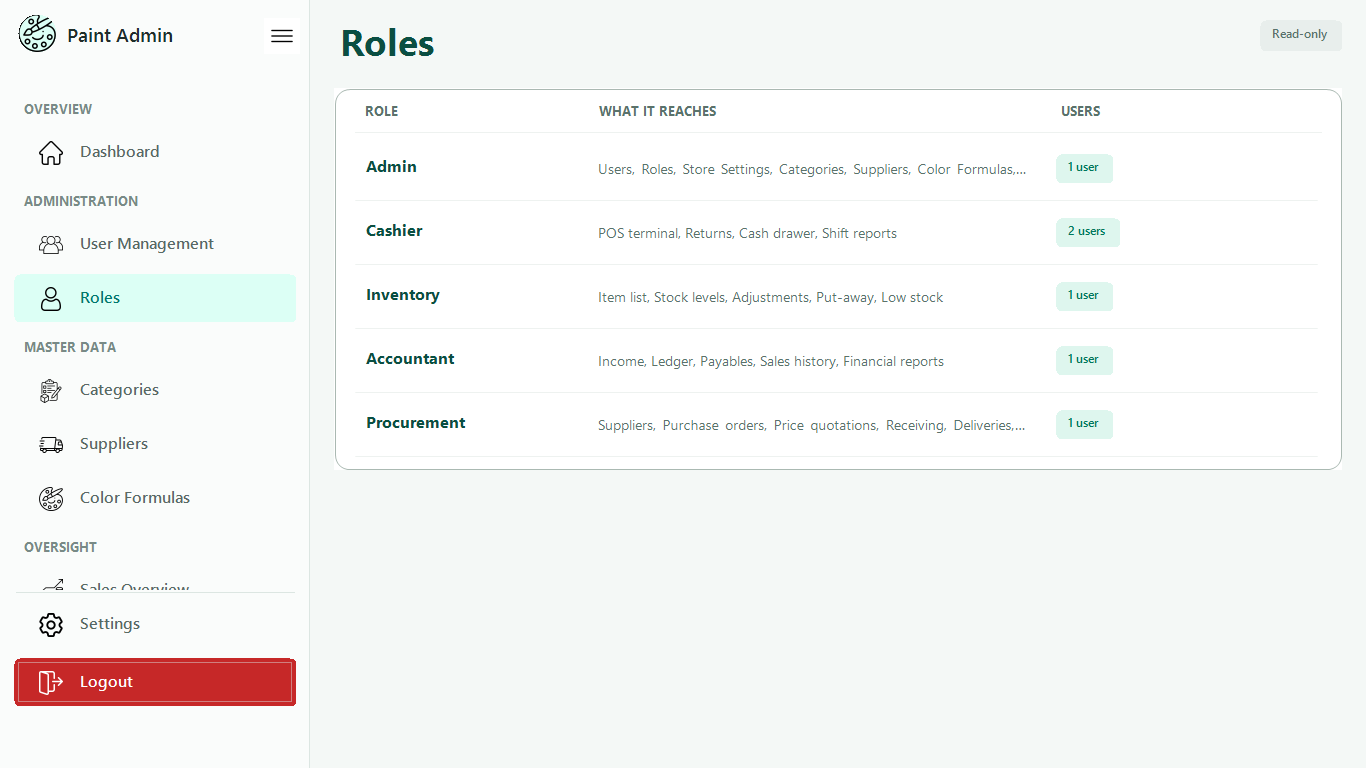 Paint Admin
OVERVIEW
Dashboard
ADMINISTRATION
User Management
Roles
MASTER DATA
Categories
Suppliers
Color Formulas
OVERSIGHT
Sales Overview
Settings
Logout
Roles
Read-only
ROLE WHAT IT REACHES USERS
Admin Users, Roles, Store Settings, Categories, Suppliers, Color Formulas,... 1 user
Cashier POS terminal, Returns, Cash drawer, Shift reports 2 users
Inventory Item list, Stock levels, Adjustments, Put-away, Low stock 1 user
Accountant Income, Ledger, Payables, Sales history, Financial reports 1 user
Procurement Suppliers, Purchase orders, Price quotations, Receiving, Deliveries,... 1 user